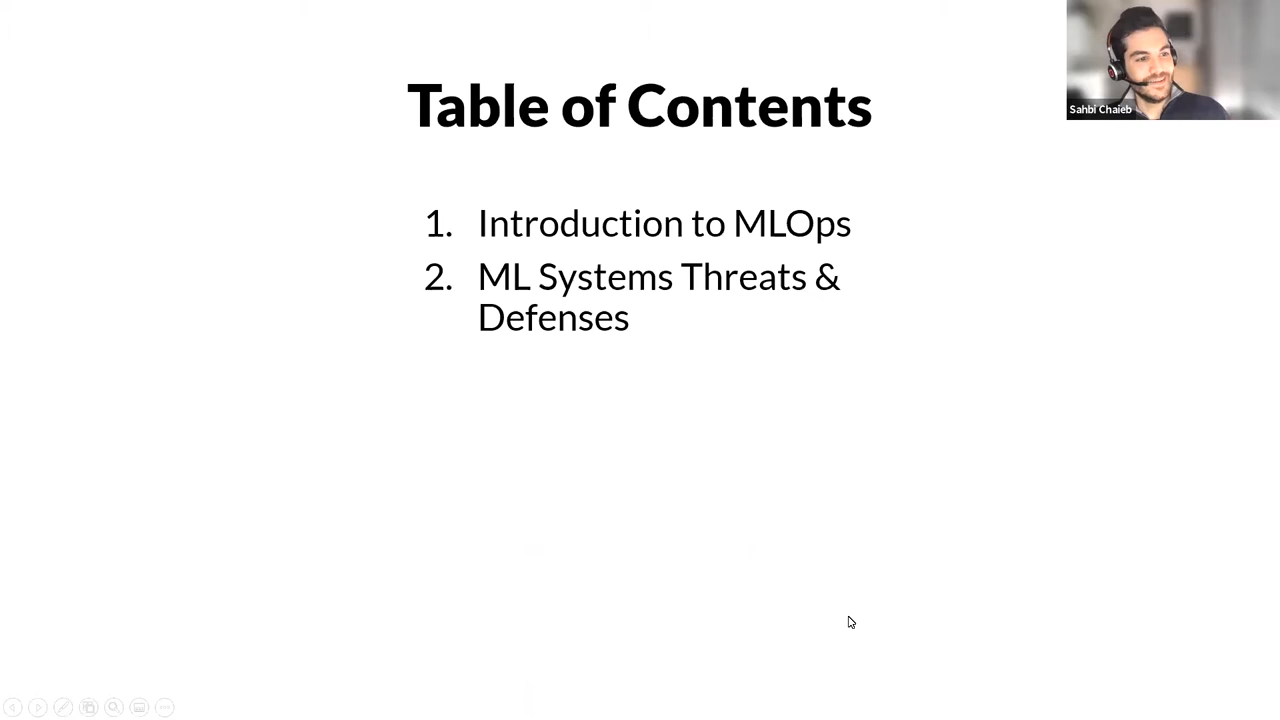 Table of Contents
Sahbi Chaieb
1. Introduction to MLOps
2. ML Systems Threats &
Defenses